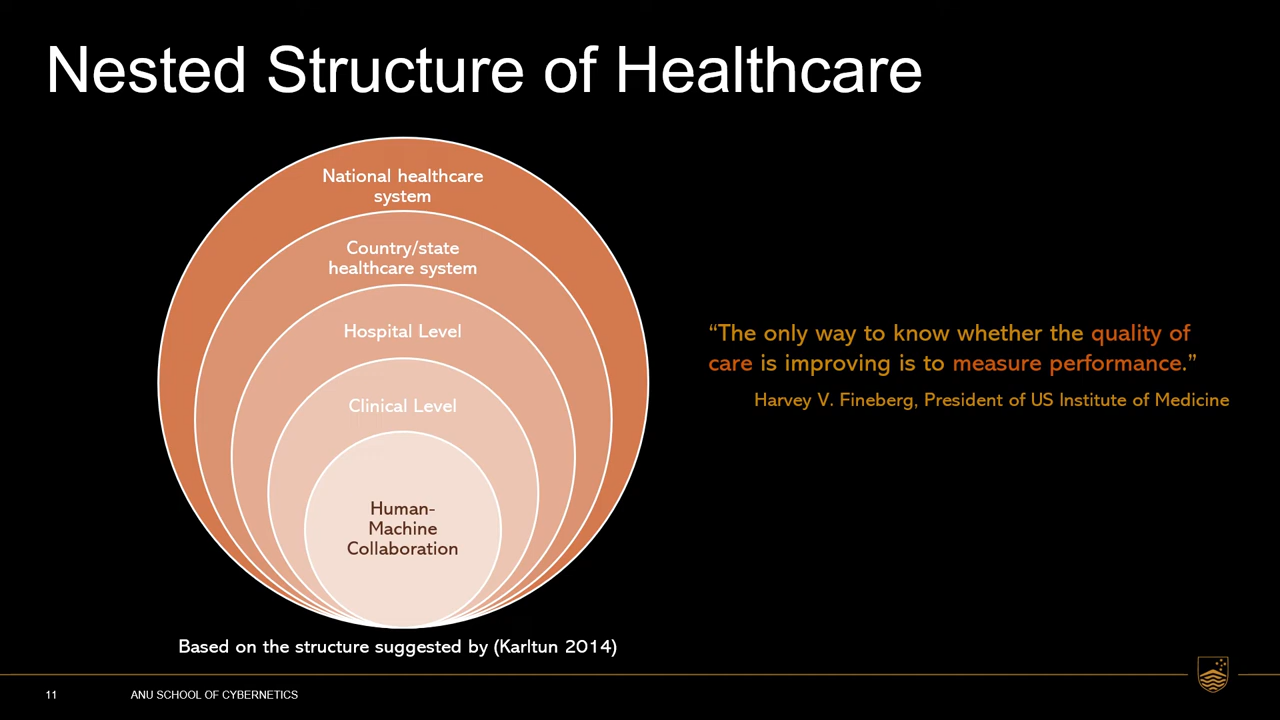 Nested Structure of Healthcare
National healthcare
system
Country/state
healthcare system
Hospital Level
Clinical Level
Human-
Machine
Collaboration
Based on the structure suggested by (Karltun 2014)
“The only way to know whether the quality of
care is improving is to measure performance.”
Harvey V. Fineberg, President of US Institute of Medicine
11
ANU SCHOOL OF CYBERNETICS